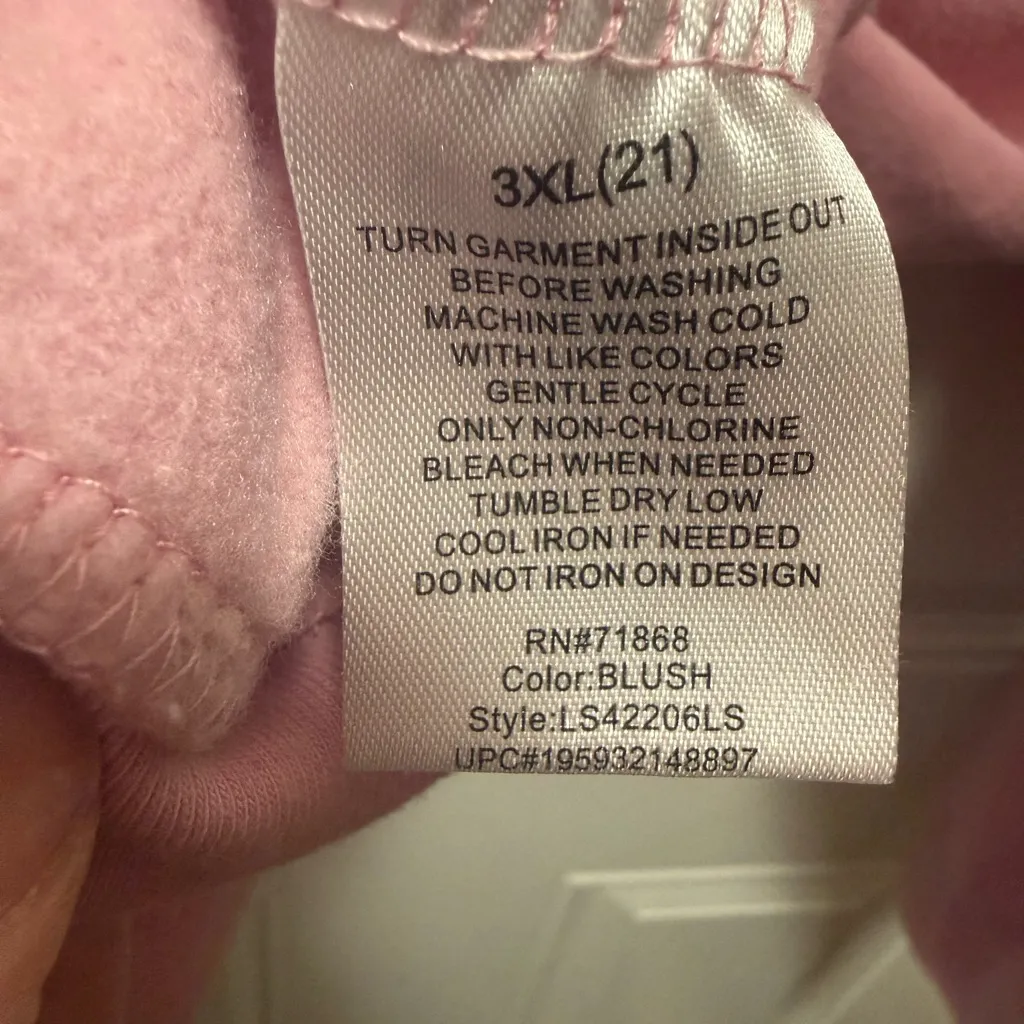 3XL(21)
TURN GARMENT INSIDE OUT
BEFORE WASHING
MACHINE WASH COLD
WITH LIKE COLORS
GENTLE CYCLE
ONLY NON-CHLORINE
BLEACH WHEN NEEDED
TUMBLE DRY LOW
COOL IRON IF NEEDED
DO NOT IRON ON DESIGN
RN#71868
Color:BLUSH
Style:LS42206LS
UPC#195932148897